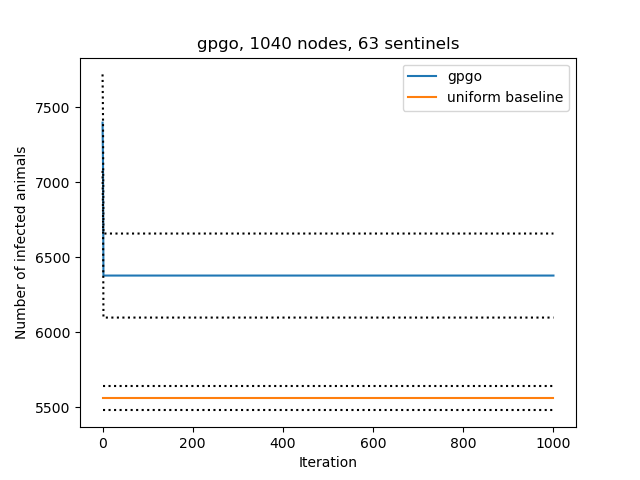 gpgo, 1040 nodes, 63 sentinels
gpgo
uniform baseline
7500
7000
6500
6000
5500
Number of infected animals
0 200 400 600 800 1000
Iteration